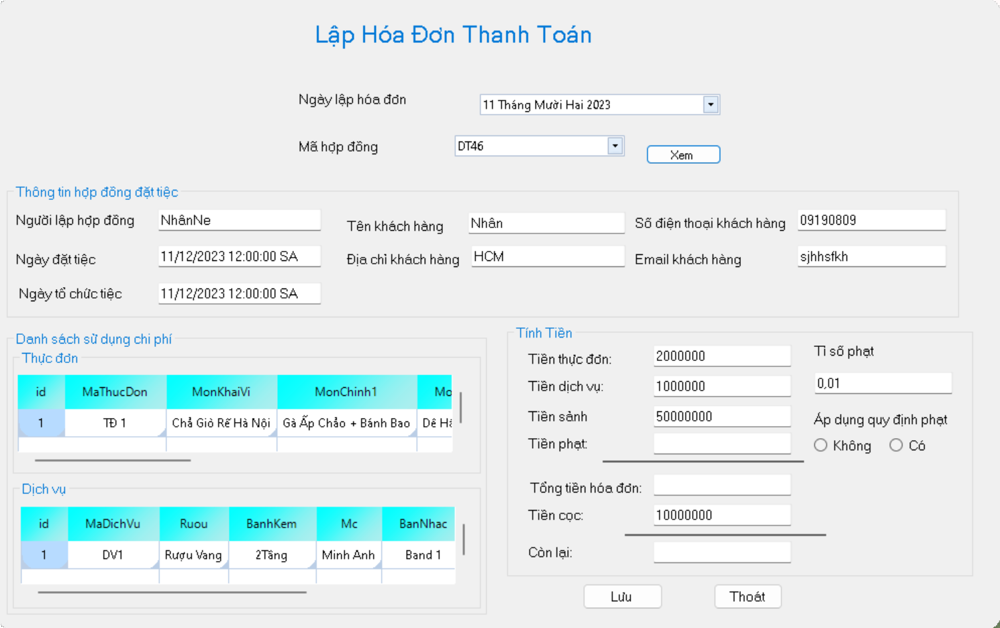 Lập Hóa Đơn Thanh Toán
Ngày lập hóa đơn
11 Tháng Mười Hai 2023
Mã hợp đồng
DT46
Xem
Thông tin hợp đồng đặt tiệc
Người lập hợp đồng
NhânNe
Tên khách hàng
Nhân
Số điện thoại khách hàng
09190809
Ngày đặt tiệc
11/12/2023 12:00:00 SA
Địa chỉ khách hàng
HCM
Email khách hàng
sjhhsfkh
Ngày tổ chức tiệc
11/12/2023 12:00:00 SA
Danh sách sử dụng chi phí
Thực đơn
id MaThucDon MonKhaiVi MonChinh1 Mo
1 TĐ 1 Chả Giò Rế Hà Nội Gà Ấp Chảo + Bánh Bao Dê Hấ
Dịch vụ
id MaDichVu Ruou BanhKem Mc BanNhac
1 DV1 Rượu Vang 2Tầng Minh Anh Band 1
Tính Tiền
Tiền thực đơn: 2000000
Tiền dịch vụ: 1000000
Tiền sảnh 50000000
Tiền phạt:
Tỉ số phạt
0,01
Áp dụng quy định phạt
Không Có
Tổng tiền hóa đơn:
Tiền cọc: 10000000
Còn lại:
Lưu Thoát